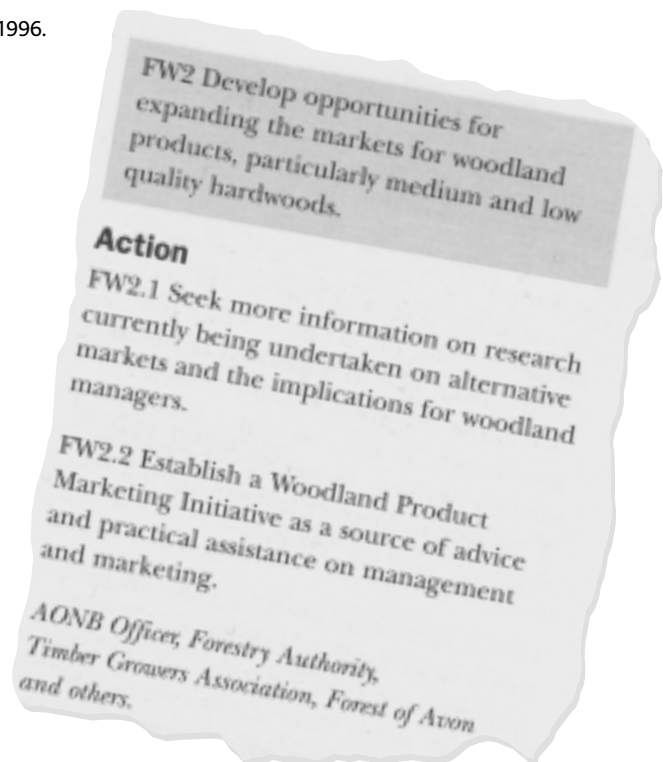 1996.
FW2 Develop opportunities for
expanding the markets for woodland
products, particularly medium and low
quality hardwoods.
Action
FW2.1 Seek more information on research
currently being undertaken on alternative
markets and the implications for woodland
managers.
FW2.2 Establish a Woodland Product
Marketing Initiative as a source of advice
and practical assistance on management
and marketing.
AONB Officer, Forestry Authority,
Timber Growers Association, Forest of Avon
and others.